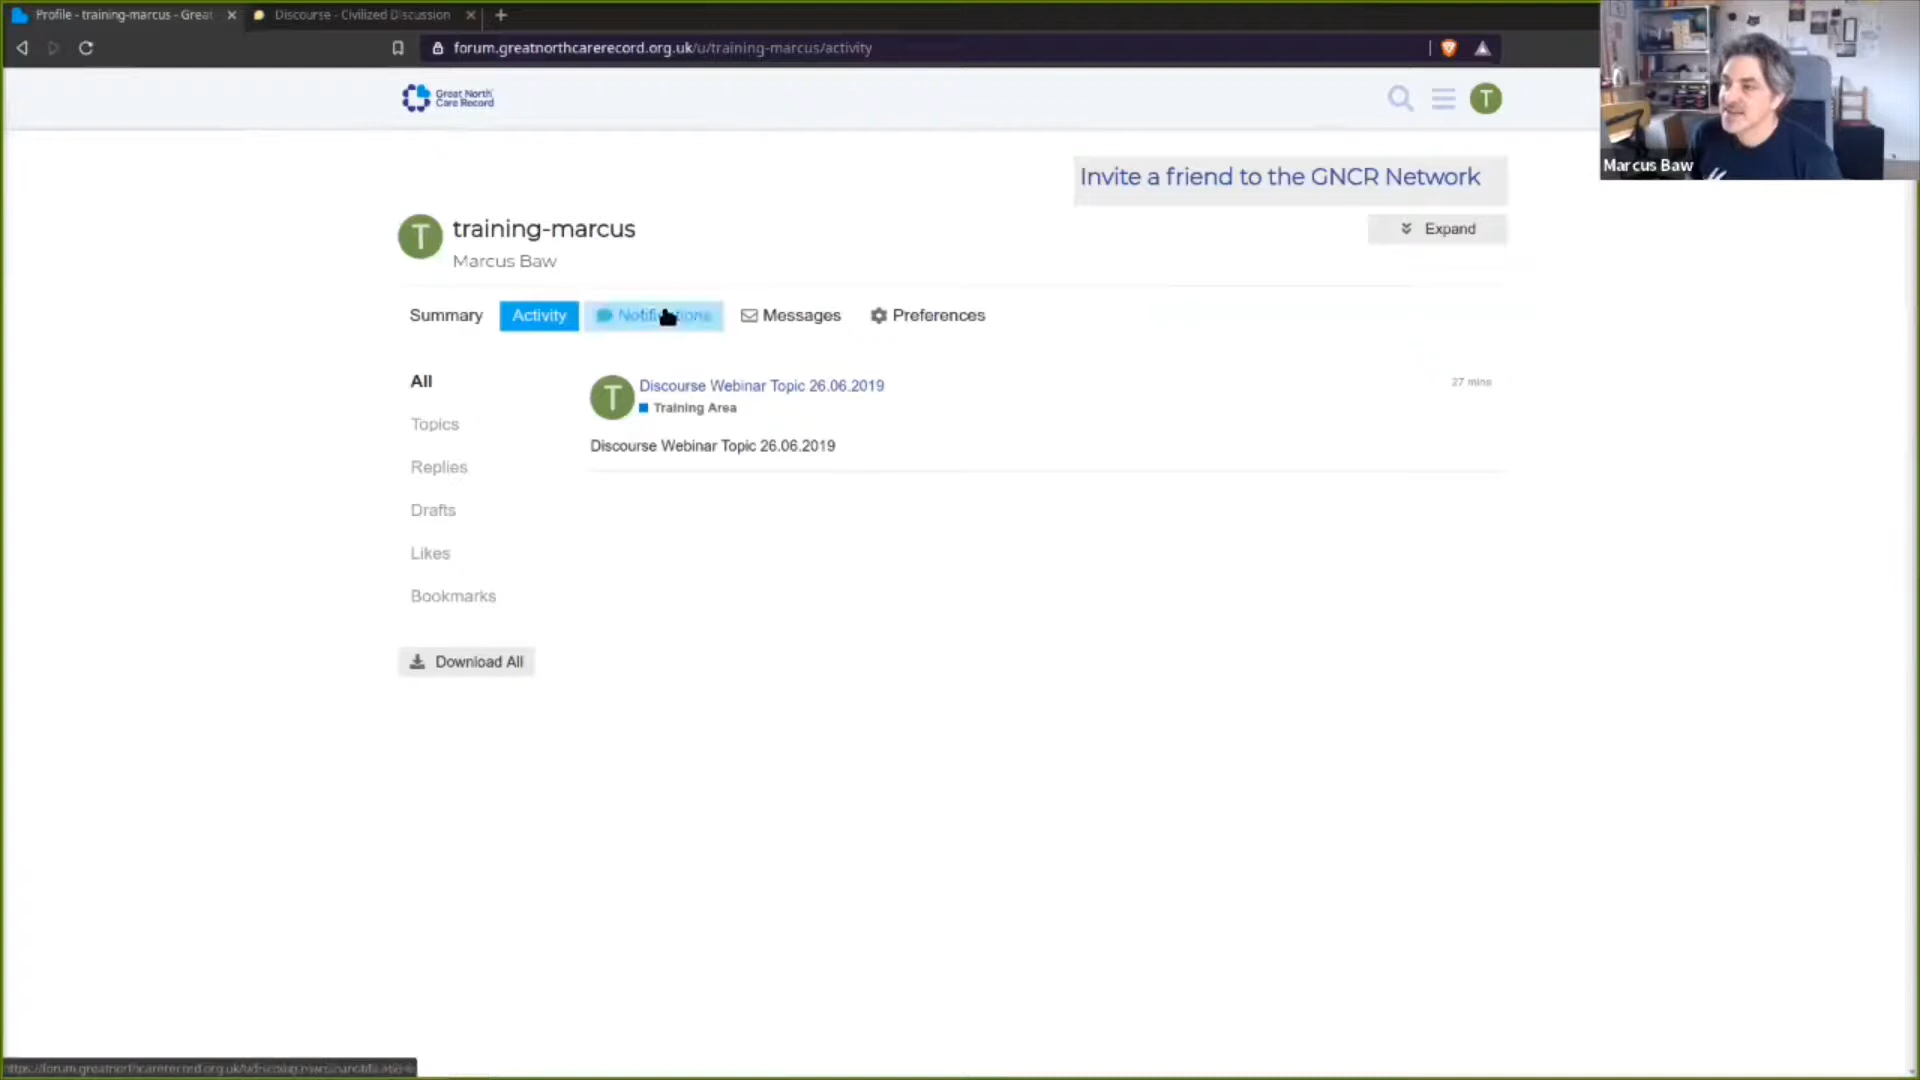 Profile - training-marcus - Great
Discourse - Civilized Discussion
forum.greatnorthcarerecord.org.uk/u/training-marcus/activity
Great North
Care Record
T
Marcus Baw
Invite a friend to the GNCR Network
T
training-marcus
Marcus Baw
Expand
Summary
Activity
Notifications
Messages
Preferences
All
Topics
Replies
Drafts
Likes
Bookmarks
Download All
T
Discourse Webinar Topic 26.06.2019
27 mins
Training Area
Discourse Webinar Topic 26.06.2019